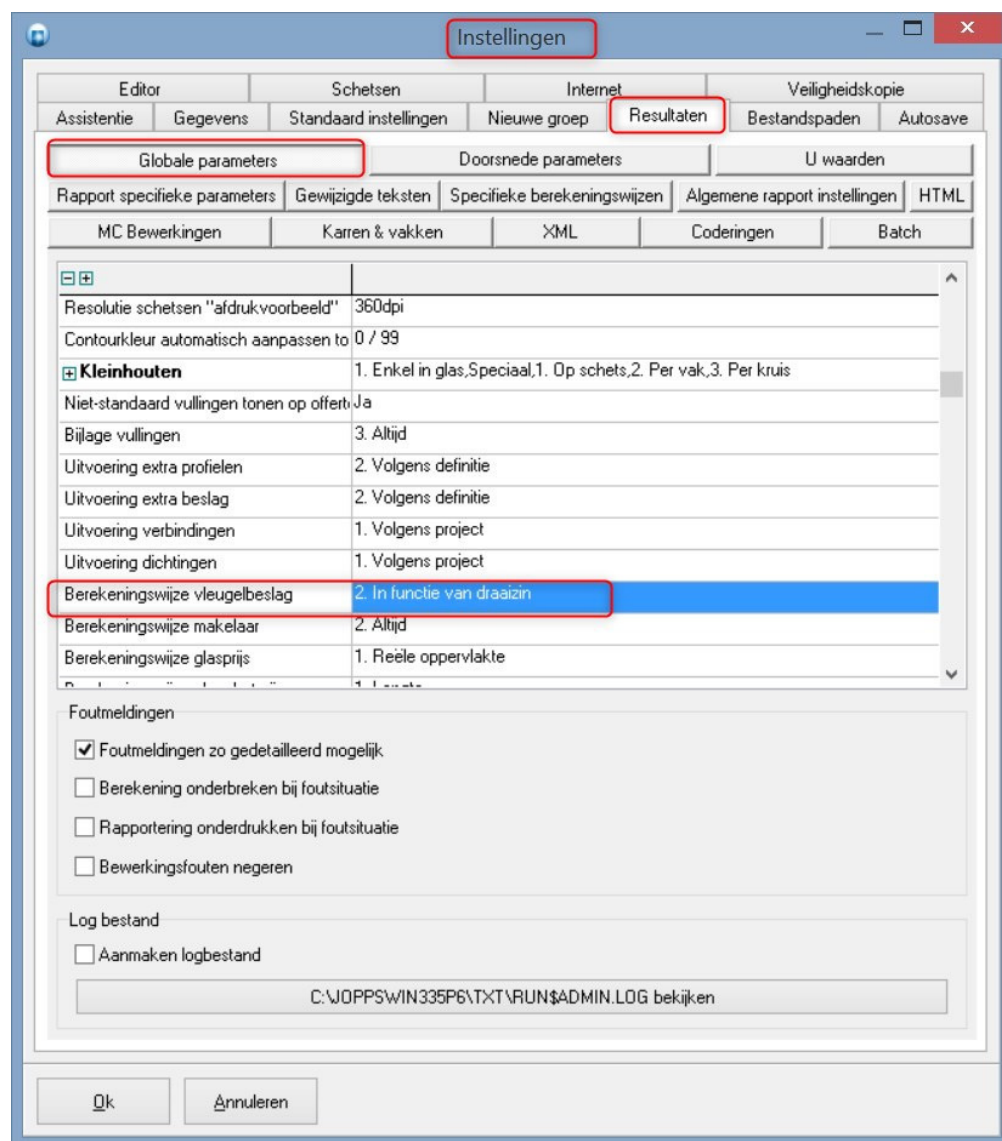 Instellingen
Editor Schetsen Internet Veiligheidskopie
Assistentie Gegevens Standaard instellingen Nieuwe groep Resultaten Bestandspaden Autosave
Globale parameters Doorsnede parameters U waarden
Rapport specifieke parameters Gewijzigde teksten Specifieke berekeningswijzen Algemene rapport instellingen HTML
MC Bewerkingen Karren & vakken XML Coderingen Batch
Resolutie schetsen "afdrukvoorbeeld" 360dpi
Contourkleur automatisch aanpassen to 0 / 99
Kleinhouten 1. Enkel in glas,Speciaal,1. Op schets,2. Per vak,3. Per kruis
Niet-standaard vullingen tonen op offert Ja
Bijlage vullingen 3. Altijd
Uitvoering extra profielen 2. Volgens definitie
Uitvoering extra beslag 2. Volgens definitie
Uitvoering verbindingen 1. Volgens project
Uitvoering dichtingen 1. Volgens project
Berekeningswijze vleugelbeslag 2. In functie van draaizin
Berekeningswijze makelaar 2. Altijd
Berekeningswijze glasprijs 1. Reële oppervlakte
Foutmeldingen
Foutmeldingen zo gedetailleerd mogelijk
Berekening onderbreken bij foutsituatie
Rapportering onderdrukken bij foutsituatie
Bewerkingsfouten negeren
Log bestand
Aanmaken logbestand
C:\JOPPSWIN335P6\TXT\RUN$ADMIN.LOG bekijken
Ok Annuleren